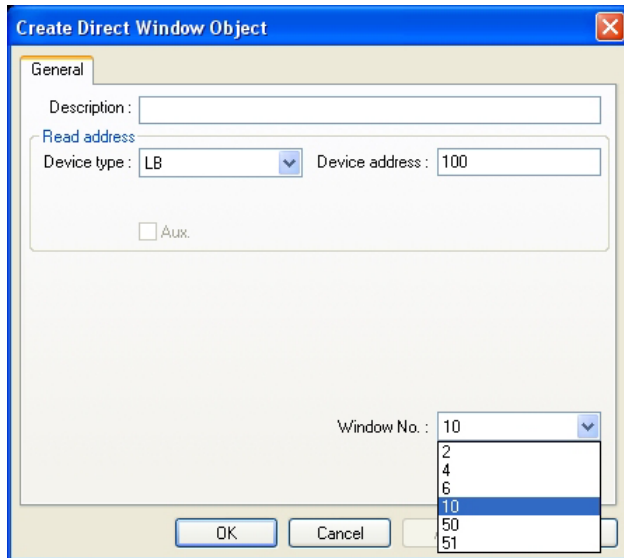 Create Direct Window Object
General
Description :
Read address
Device type : LB Device address : 100
Aux.
Window No. : 10
2
4
6
10
50
51
OK Cancel